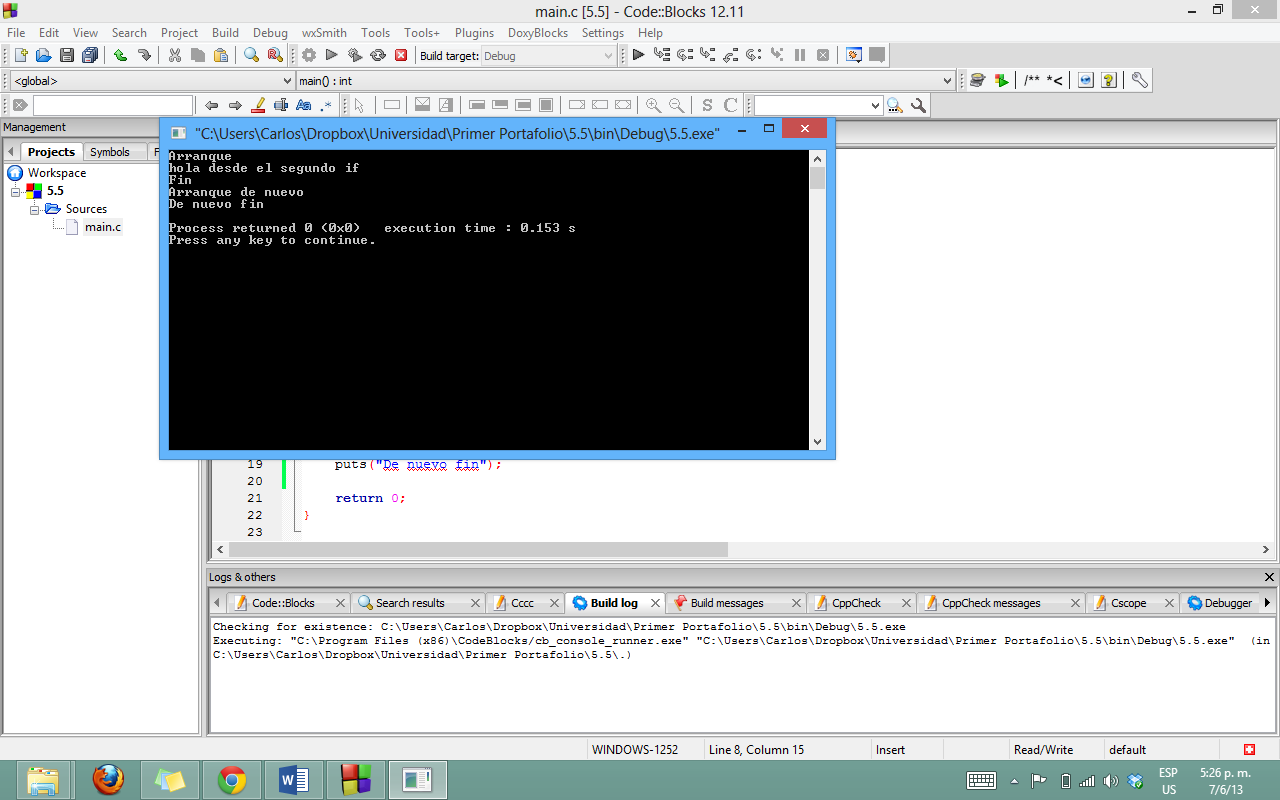 main.c [5.5] - Code::Blocks 12.11
File Edit View Search Project Build Debug wxSmith Tools Tools+ Plugins DoxyBlocks Settings Help
Build target: Debug
<global> main() : int
/** *<
Management
"C:\Users\Carlos\Dropbox\Universidad\Primer Portafolio\5.5\bin\Debug\5.5.exe"
Projects Symbols F
Workspace
5.5
Sources
main.c
Arranque
hola desde el segundo if
Fin
Arranque de nuevo
De nuevo fin
Process returned 0 (0x0) execution time : 0.153 s
Press any key to continue.
19 puts("De nuevo fin");
20
21 return 0;
22 }
23
Logs & others
Code::Blocks Search results Cccc Build log Build messages CppCheck CppCheck messages Cscope Debugger
Checking for existence: C:\Users\Carlos\Dropbox\Universidad\Primer Portafolio\5.5\bin\Debug\5.5.exe
Executing: "C:\Program Files (x86)\CodeBlocks/cb_console_runner.exe" "C:\Users\Carlos\Dropbox\Universidad\Primer Portafolio\5.5\bin\Debug\5.5.exe" (in
C:\Users\Carlos\Dropbox\Universidad\Primer Portafolio\5.5\.)
WINDOWS-1252 Line 8, Column 15 Insert Read/Write default
ESP 5:26 p. m.
US 7/6/13